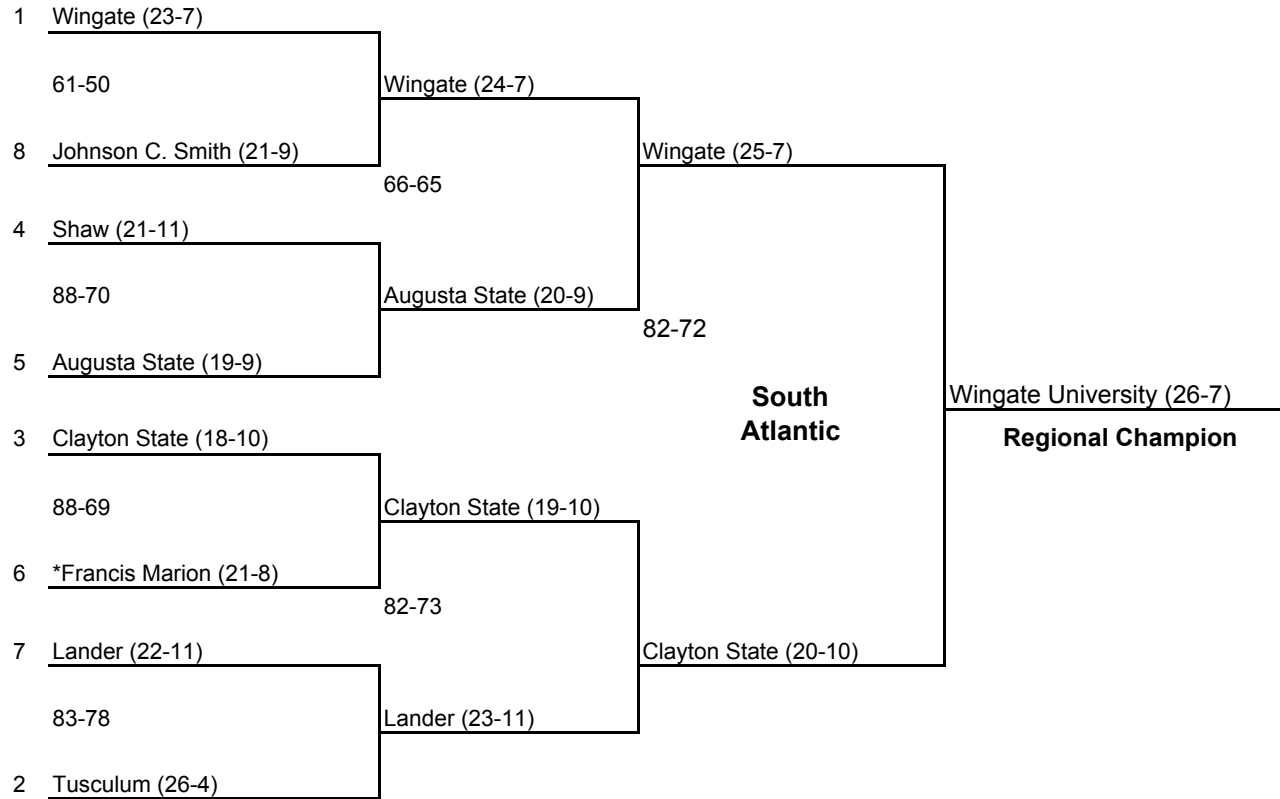 1 Wingate (23-7)
61-50 Wingate (24-7)
8 Johnson C. Smith (21-9) Wingate (25-7)
66-65
4 Shaw (21-11)
88-70 Augusta State (20-9)
82-72
5 Augusta State (19-9)
South
Atlantic
Wingate University (26-7)
Regional Champion
3 Clayton State (18-10)
88-69 Clayton State (19-10)
6 *Francis Marion (21-8)
82-73
7 Lander (22-11) Clayton State (20-10)
83-78 Lander (23-11)
2 Tusculum (26-4)